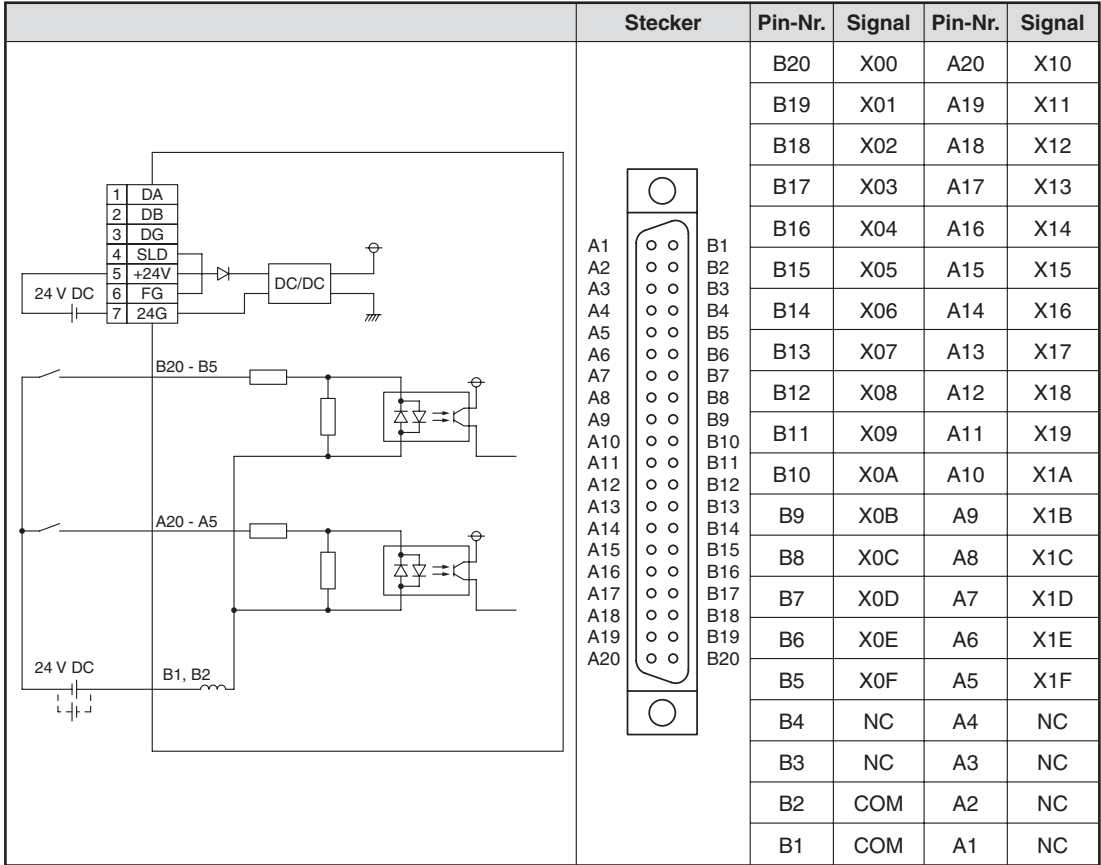 Stecker Pin-Nr. Signal Pin-Nr. Signal
1 DA
2 DB
3 DG
4 SLD
5 +24V
6 FG
7 24G
24 V DC
DC/DC
B20 - B5
A20 - A5
24 V DC
B1, B2
A1 B1
A2 B2
A3 B3
A4 B4
A5 B5
A6 B6
A7 B7
A8 B8
A9 B9
A10 B10
A11 B11
A12 B12
A13 B13
A14 B14
A15 B15
A16 B16
A17 B17
A18 B18
A19 B19
A20 B20
B20 X00 A20 X10
B19 X01 A19 X11
B18 X02 A18 X12
B17 X03 A17 X13
B16 X04 A16 X14
B15 X05 A15 X15
B14 X06 A14 X16
B13 X07 A13 X17
B12 X08 A12 X18
B11 X09 A11 X19
B10 X0A A10 X1A
B9 X0B A9 X1B
B8 X0C A8 X1C
B7 X0D A7 X1D
B6 X0E A6 X1E
B5 X0F A5 X1F
B4 NC A4 NC
B3 NC A3 NC
B2 COM A2 NC
B1 COM A1 NC